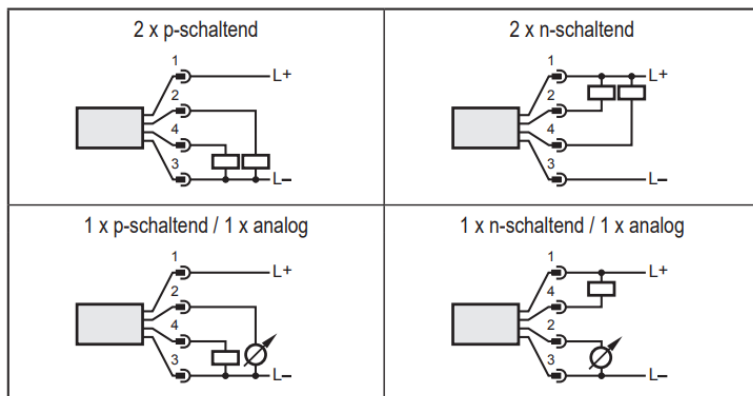 2 x p-schaltend
1
L+
2
4
3
L–
2 x n-schaltend
1
L+
2
4
3
L–
1 x p-schaltend / 1 x analog
1
L+
2
4
3
L–
1 x n-schaltend / 1 x analog
1
L+
4
2
3
L–